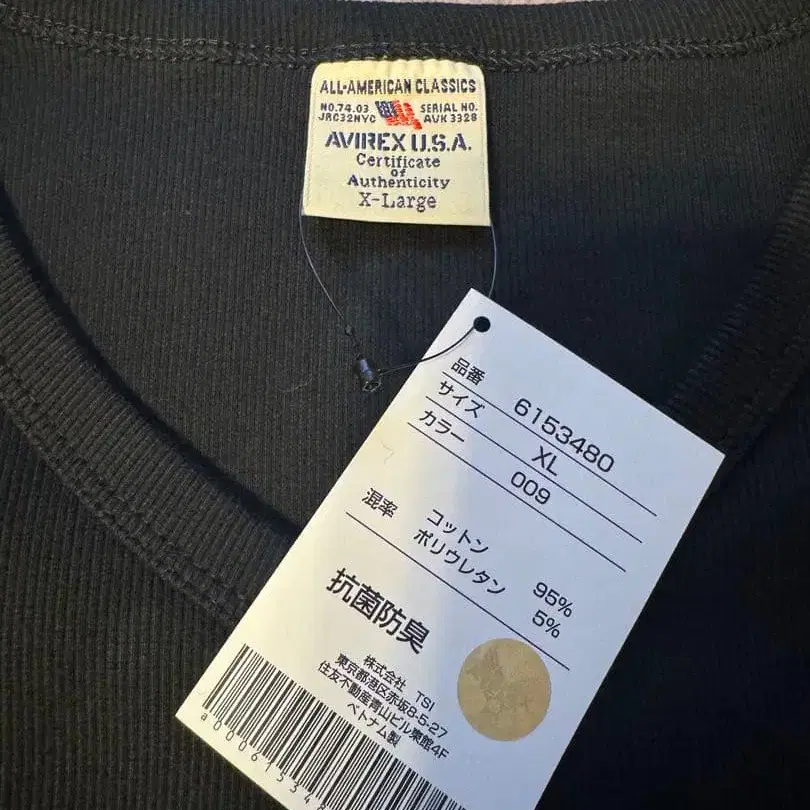 ALL-AMERICAN CLASSICS
NO.74.03 SERIAL NO.
JRC32NYC AVK 3328
AVIREX U.S.A.
Certificate
of
Authenticity
X-Large
品番 6153480
サイズ XL
カラー 009
混率 コットン 95%
ポリウレタン 5%
抗菌防臭
株式会社 TSI
東京都港区赤坂8-5-27
住友不動産青山ビル東館4F
ベトナム製
a000615348